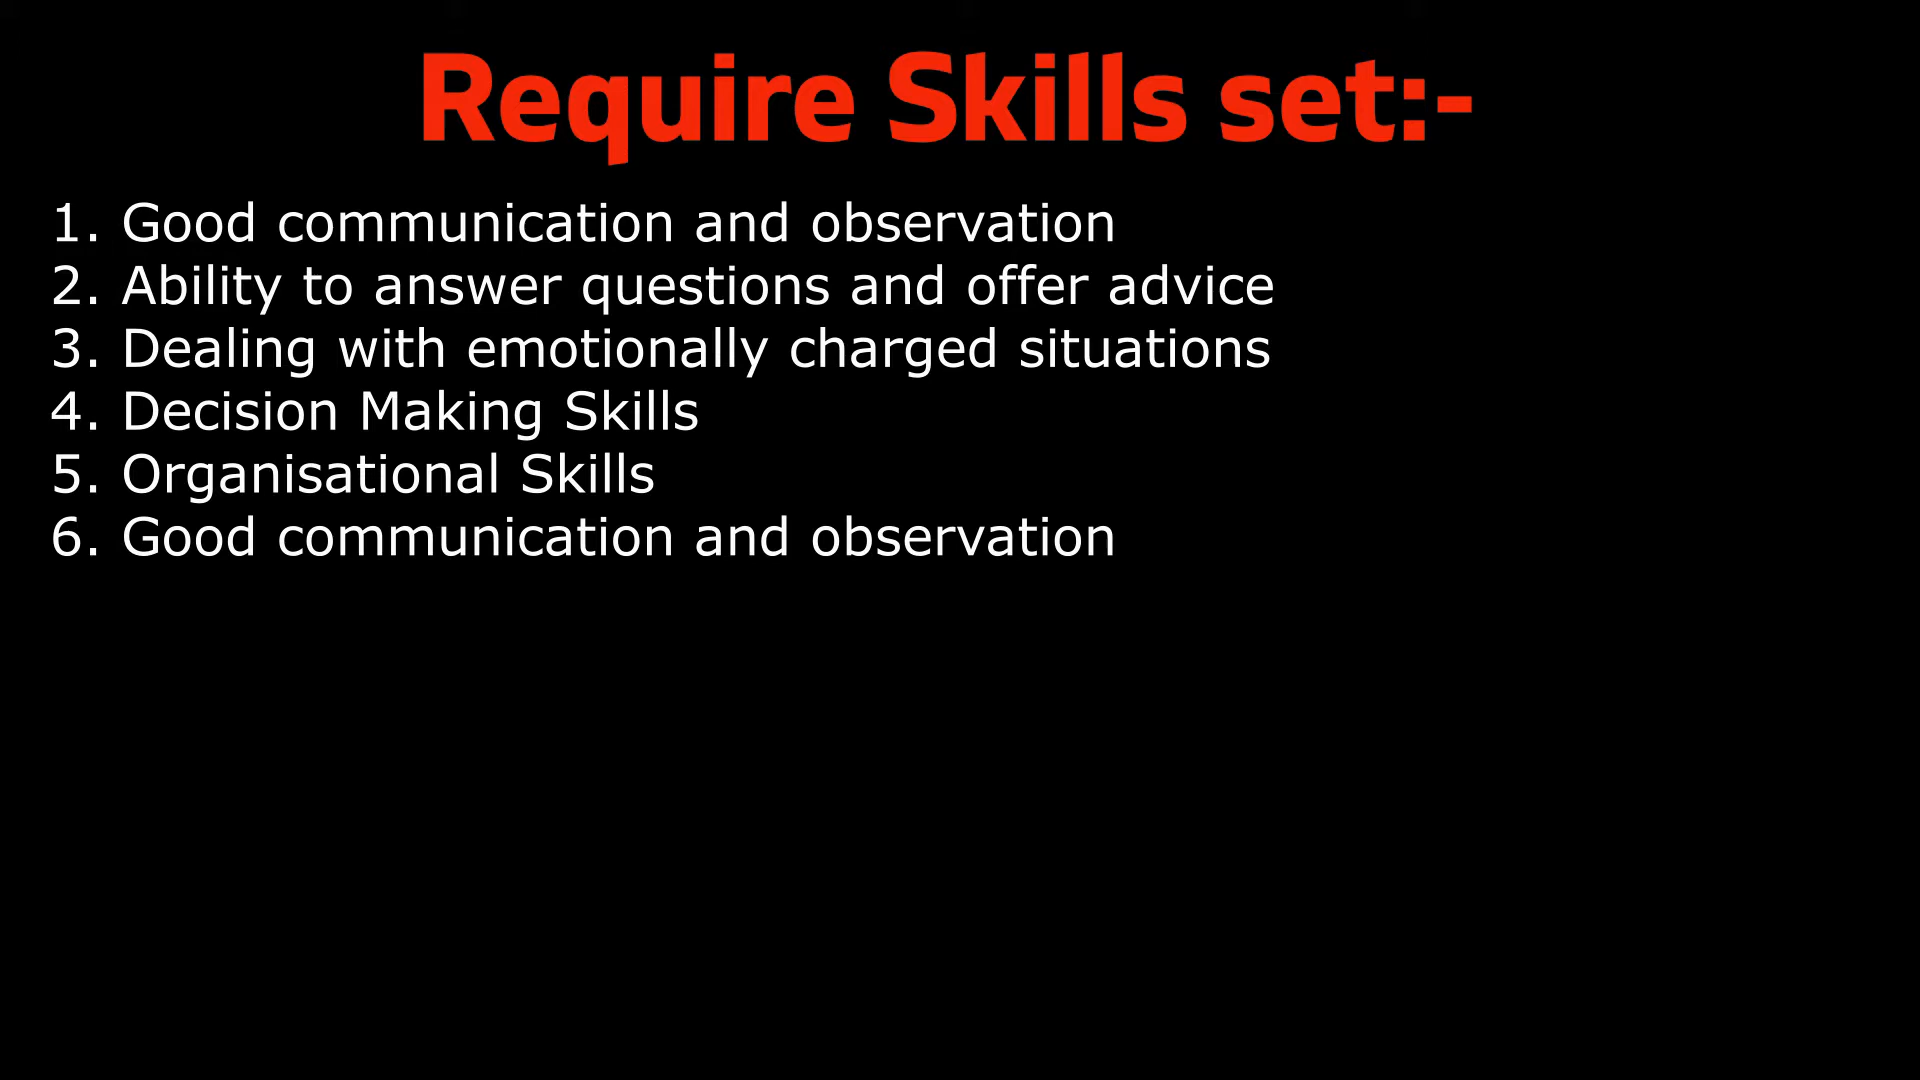 Require Skills set:-
1. Good communication and observation
2. Ability to answer questions and offer advice
3. Dealing with emotionally charged situations
4. Decision Making Skills
5. Organisational Skills
6. Good communication and observation